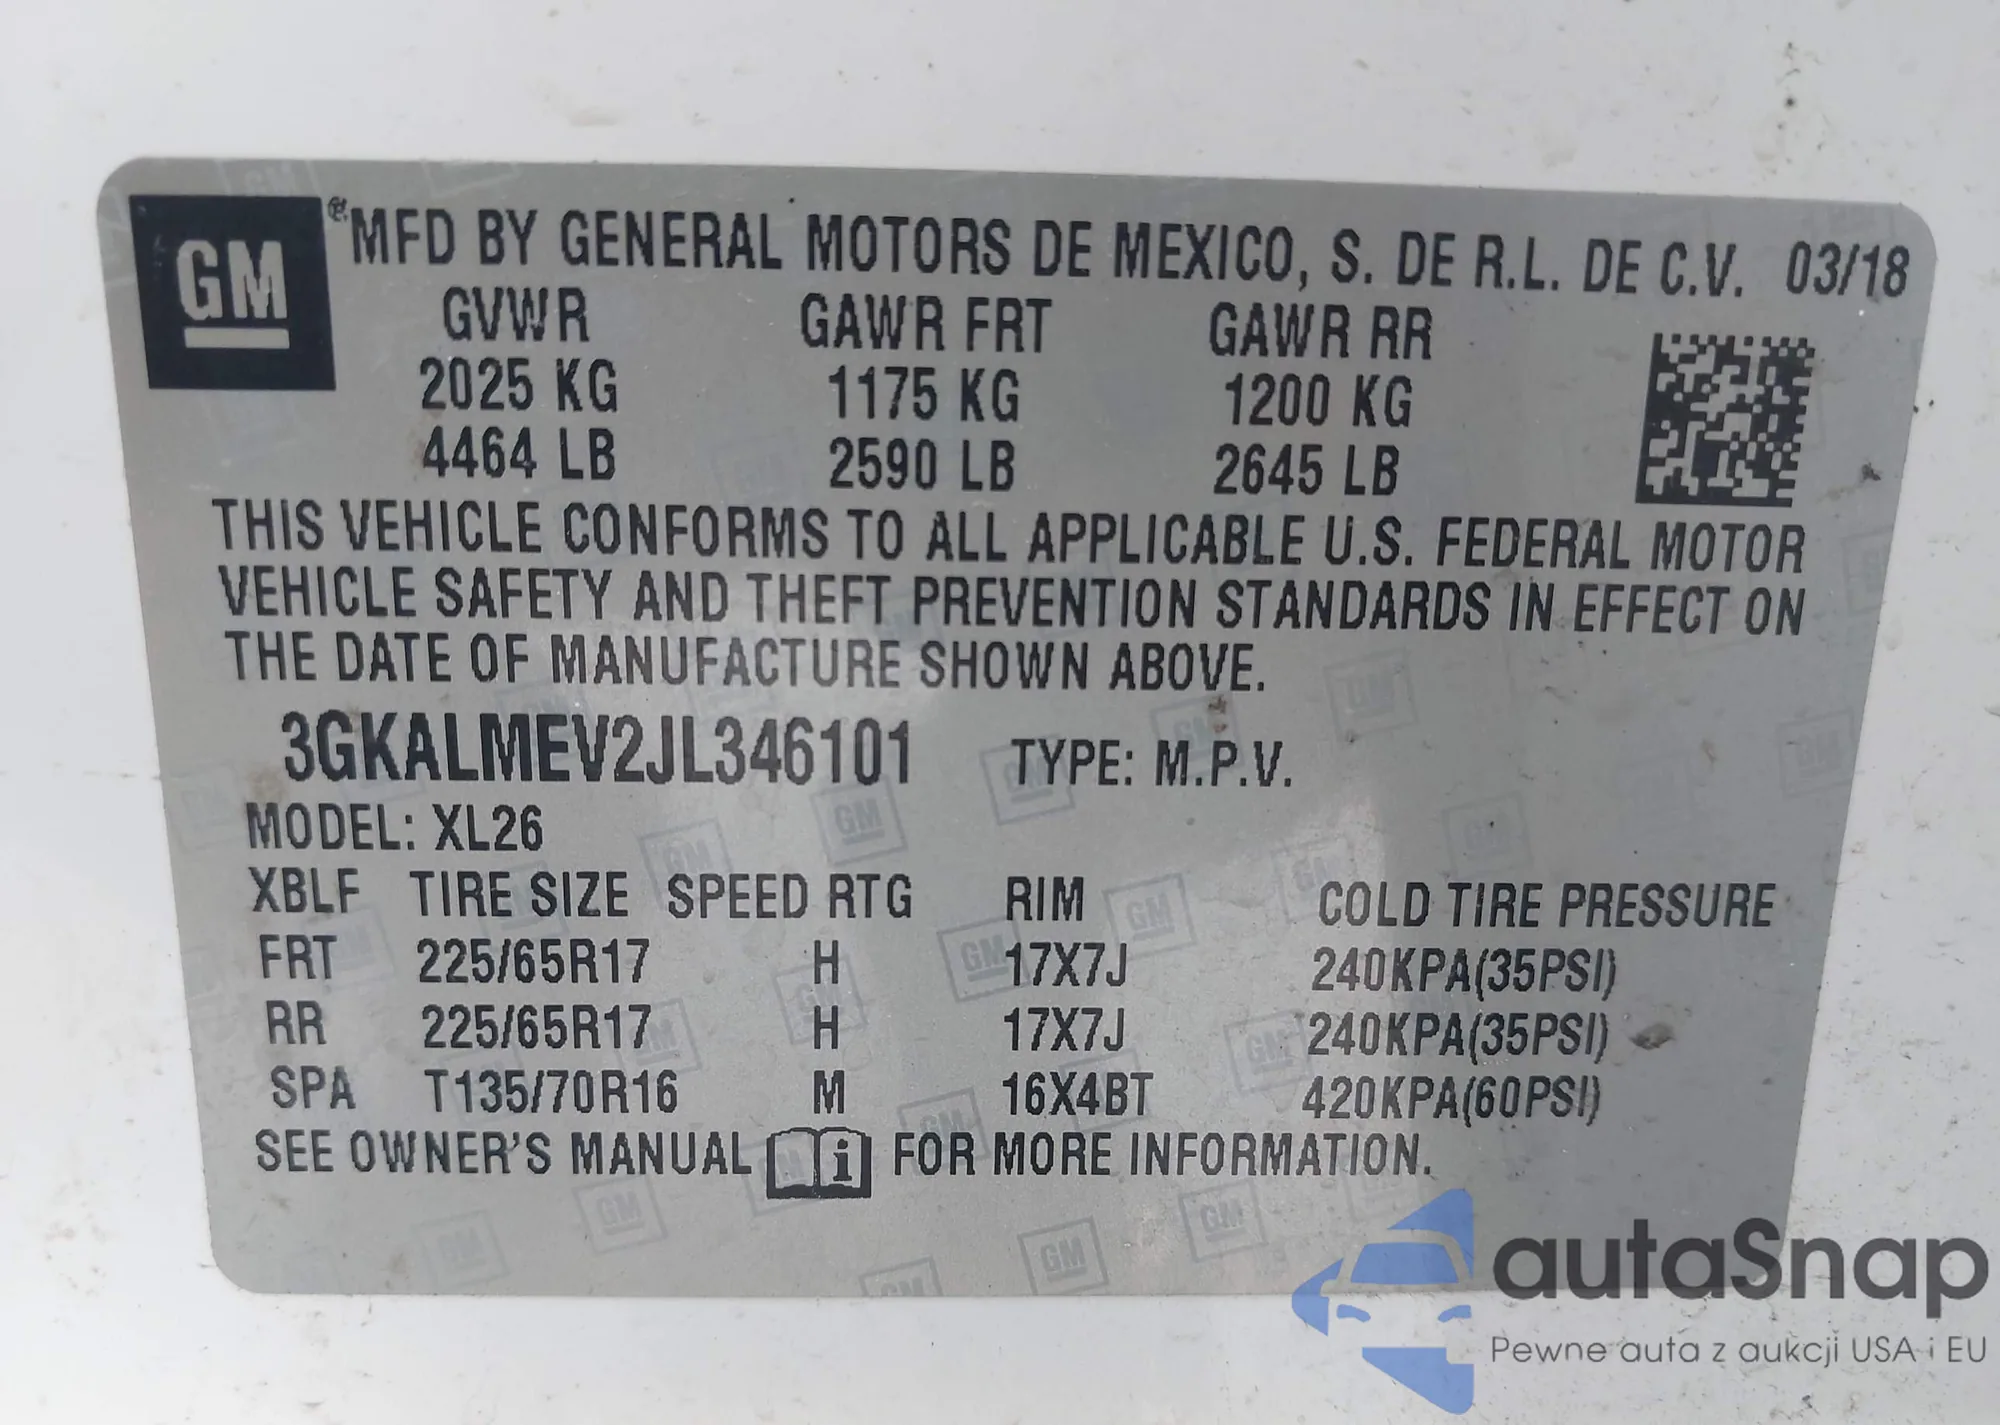 GM
® MFD BY GENERAL MOTORS DE MEXICO, S. DE R.L. DE C.V. 03/18
GVWR GAWR FRT GAWR RR
2025 KG 1175 KG 1200 KG
4464 LB 2590 LB 2645 LB
THIS VEHICLE CONFORMS TO ALL APPLICABLE U.S. FEDERAL MOTOR
VEHICLE SAFETY AND THEFT PREVENTION STANDARDS IN EFFECT ON
THE DATE OF MANUFACTURE SHOWN ABOVE.
3GKALMEV2JL346101 TYPE: M.P.V.
MODEL: XL26
XBLF TIRE SIZE SPEED RTG RIM COLD TIRE PRESSURE
FRT 225/65R17 H 17X7J 240KPA(35PSI)
RR 225/65R17 H 17X7J 240KPA(35PSI)
SPA T135/70R16 M 16X4BT 420KPA(60PSI)
SEE OWNER'S MANUAL i FOR MORE INFORMATION.
autaSnap
Pewne auta z aukcji USA i EU